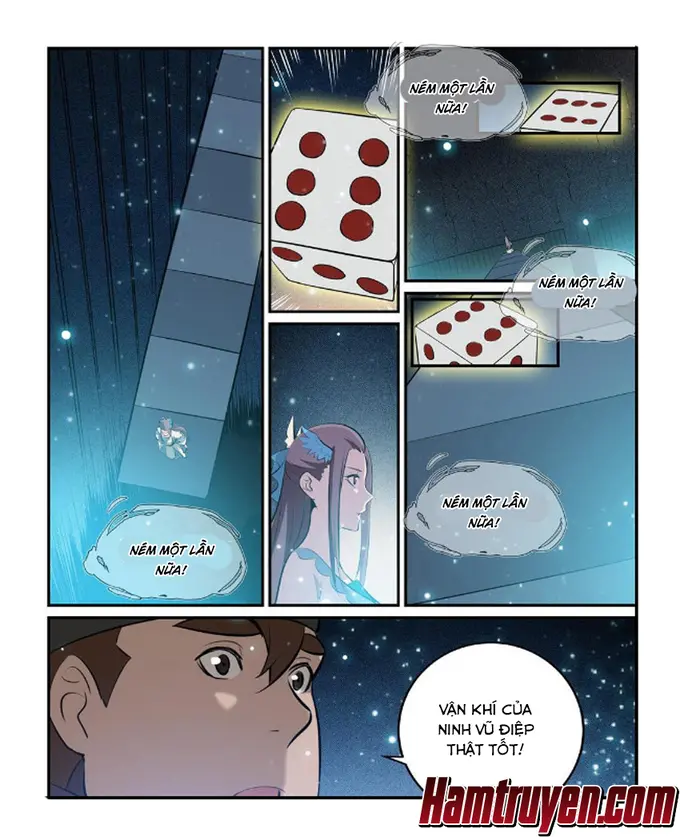 NÉM MỘT LẦN
NỮA!
NÉM MỘT LẦN
NỮA!
NÉM MỘT LẦN
NỮA!
NÉM MỘT LẦN
NỮA!
VẬN KHÍ CỦA
NINH VŨ ĐIỆP
THẬT TỐT!
Hamtruyen.com